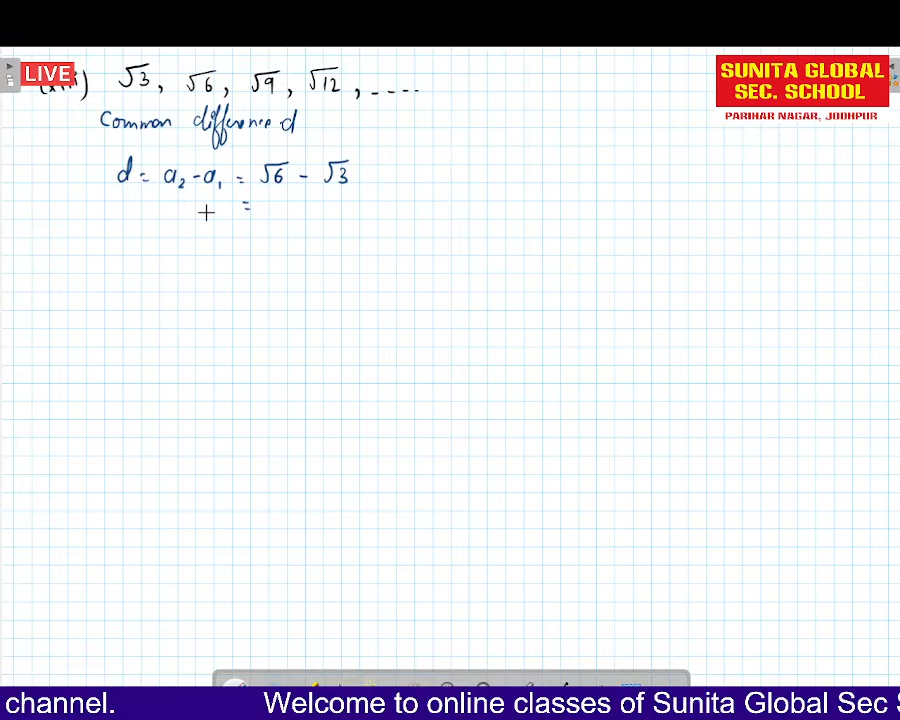 LIVE
(xiii) √3, √6, √9, √12, ....
SUNITA GLOBAL
SEC. SCHOOL
PARIHAR NAGAR, JODHPUR
Common difference d
d = a₂ - a₁ = √6 - √3
=
channel. Welcome to online classes of Sunita Global Sec